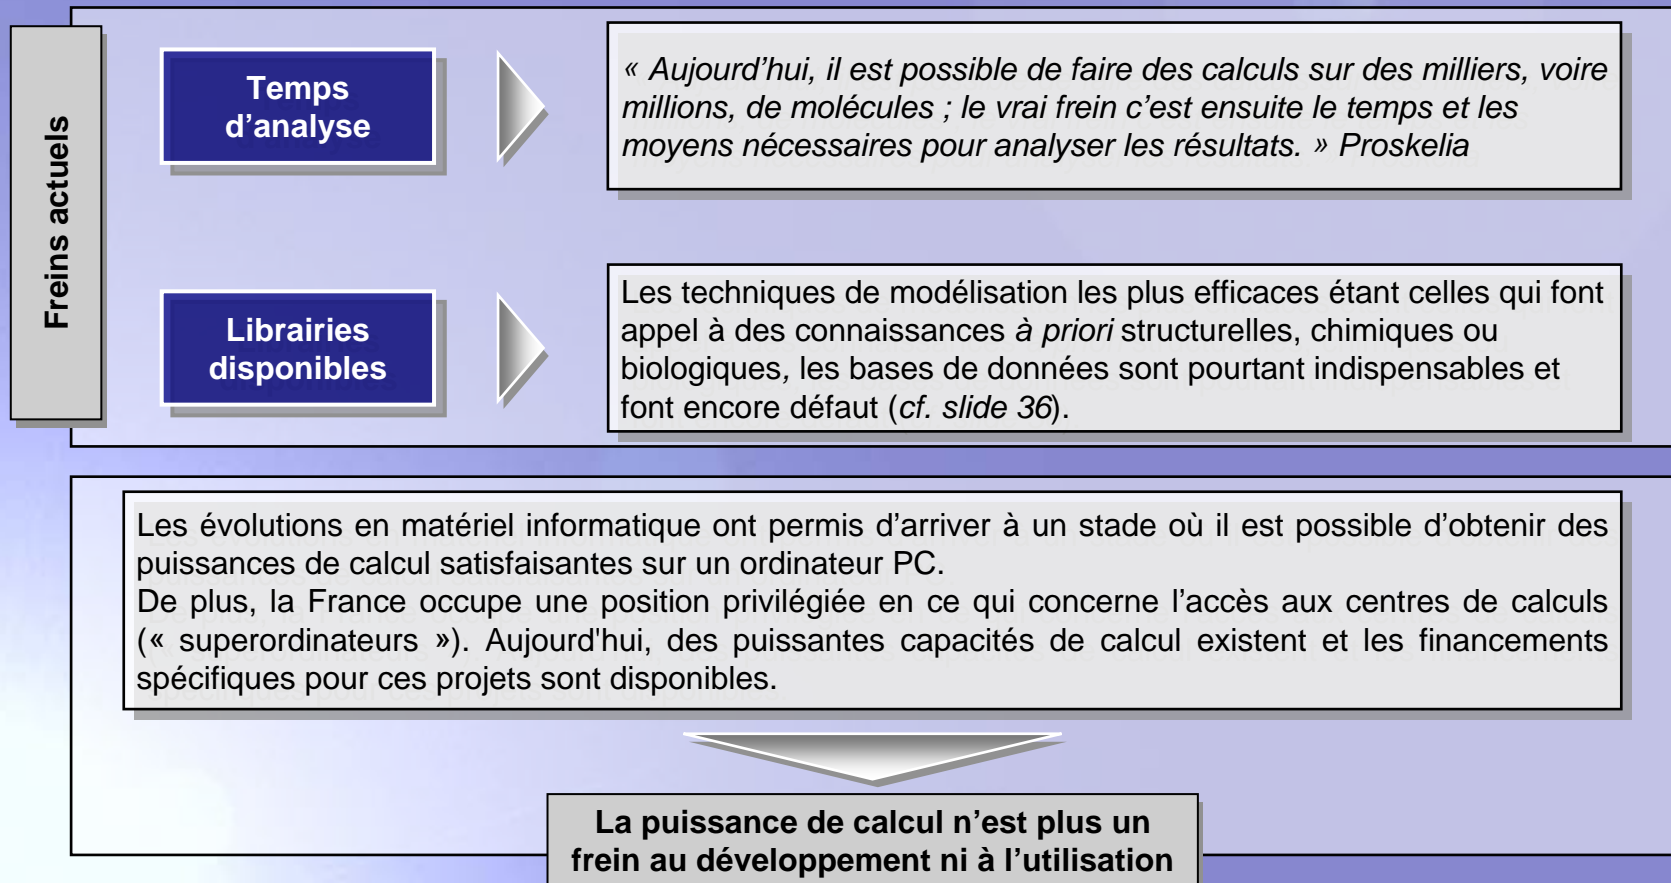 Freins actuels
Temps
d’analyse
« Aujourd’hui, il est possible de faire des calculs sur des milliers, voire
millions, de molécules ; le vrai frein c’est ensuite le temps et les
moyens nécessaires pour analyser les résultats. » Proskelia
Librairies
disponibles
Les techniques de modélisation les plus efficaces étant celles qui font
appel à des connaissances à priori structurelles, chimiques ou
biologiques, les bases de données sont pourtant indispensables et
font encore défaut (cf. slide 36).
Les évolutions en matériel informatique ont permis d’arriver à un stade où il est possible d’obtenir des
puissances de calcul satisfaisantes sur un ordinateur PC.
De plus, la France occupe une position privilégiée en ce qui concerne l’accès aux centres de calculs
(« superordinateurs »). Aujourd'hui, des puissantes capacités de calcul existent et les financements
spécifiques pour ces projets sont disponibles.
La puissance de calcul n’est plus un
frein au développement ni à l’utilisation